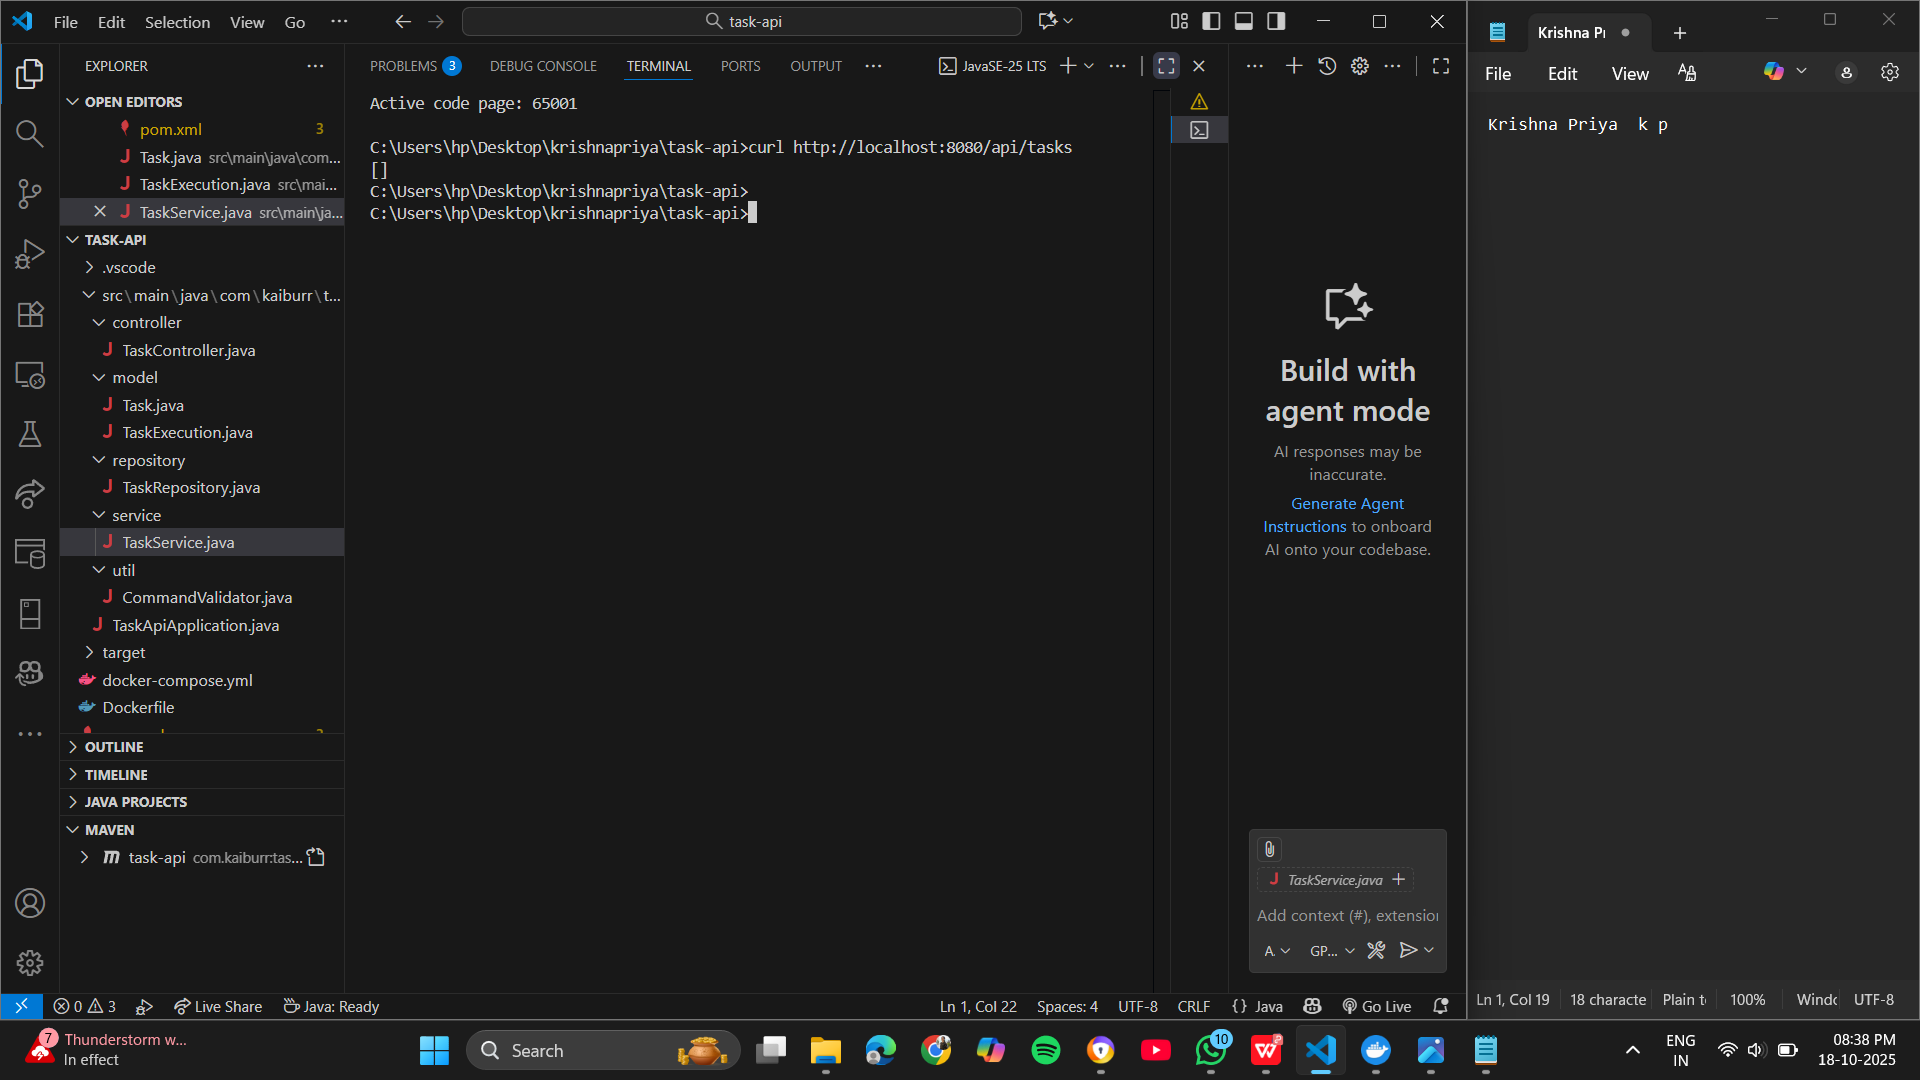 File Edit Selection View Go ··· task-api
EXPLORER ···
OPEN EDITORS
pom.xml 3
Task.java src\main\java\com...
TaskExecution.java src\mai...
TaskService.java src\main\ja...
TASK-API
.vscode
src\main\java\com\kaiburr\t...
controller
TaskController.java
model
Task.java
TaskExecution.java
repository
TaskRepository.java
service
TaskService.java
util
CommandValidator.java
TaskApiApplication.java
target
docker-compose.yml
Dockerfile
OUTLINE
TIMELINE
JAVA PROJECTS
MAVEN
task-api com.kaiburr:tas...
PROBLEMS 3 DEBUG CONSOLE TERMINAL PORTS OUTPUT ··· JavaSE-25 LTS
Active code page: 65001
C:\Users\hp\Desktop\krishnapriya\task-api>curl http://localhost:8080/api/tasks
[]
C:\Users\hp\Desktop\krishnapriya\task-api>
C:\Users\hp\Desktop\krishnapriya\task-api>
Build with
agent mode
AI responses may be
inaccurate.
Generate Agent
Instructions to onboard
AI onto your codebase.
TaskService.java
Add context (#), extension
A. GP...
0 3 Live Share Java: Ready Ln 1, Col 22 Spaces: 4 UTF-8 CRLF {} Java Go Live
Krishna Pr
File Edit View
Krishna Priya  k p
Ln 1, Col 19 18 characte Plain t 100% Windo UTF-8
7 Thunderstorm w...
In effect
Search
10
ENG
IN
08:38 PM
18-10-2025